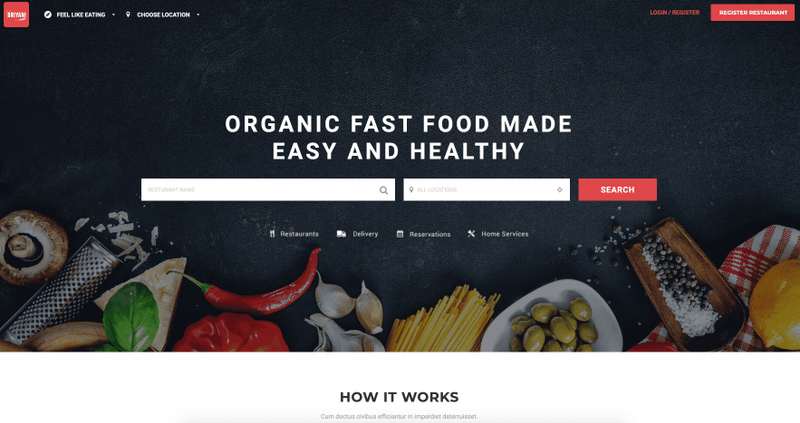 BRIYANI
FEEL LIKE EATING
CHOOSE LOCATION
LOGIN / REGISTER
REGISTER RESTAURANT
ORGANIC FAST FOOD MADE
EASY AND HEALTHY
RESTURANT NAME
ALL LOCATIONS
SEARCH
Restaurants
Delivery
Reservations
Home Services
HOW IT WORKS
Cum doctus civibus efficiantur in imperdiet deterruisset.